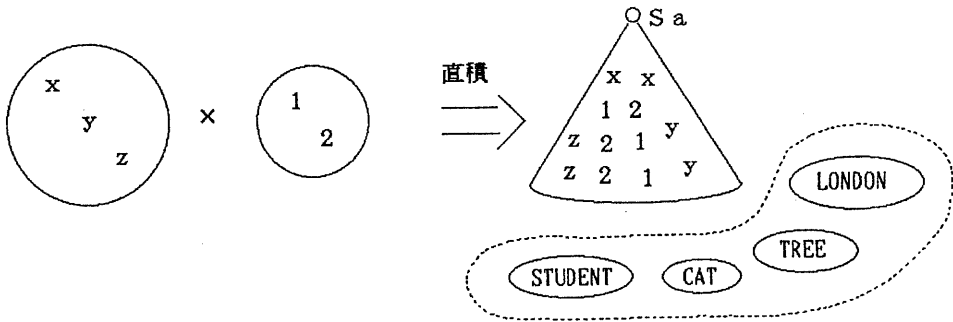 x
y
z
×
1
2
直積
S a
x x
1 2 y
z 2 1
z 2 1 y
LONDON
TREE
STUDENT CAT